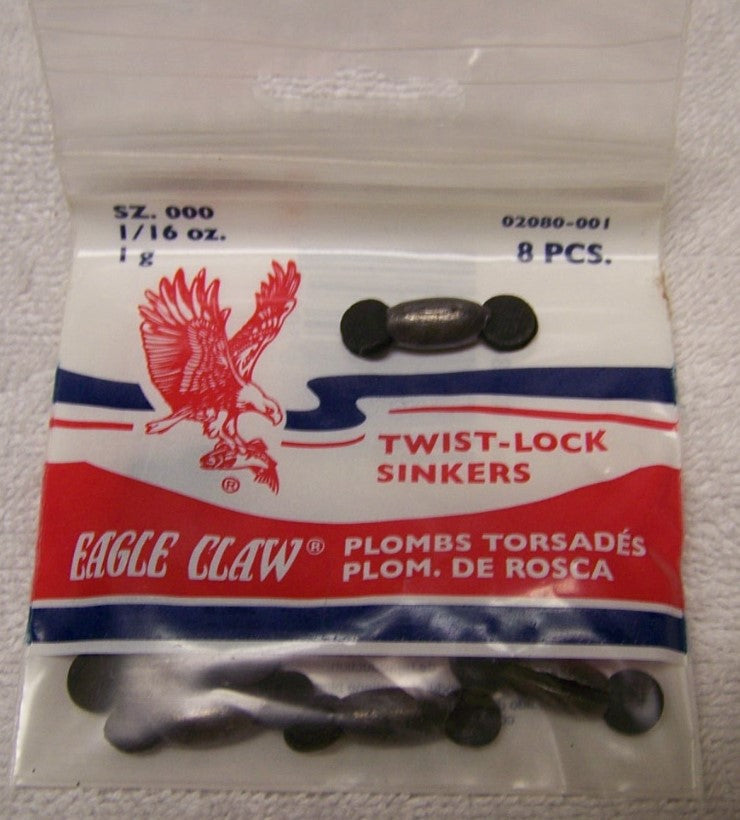 SZ. 000
1/16 oz.
1 g
02080-001
8 PCS.
TWIST-LOCK
SINKERS
®
EAGLE CLAW®
PLOMBS TORSADÉS
PLOM. DE ROSCA